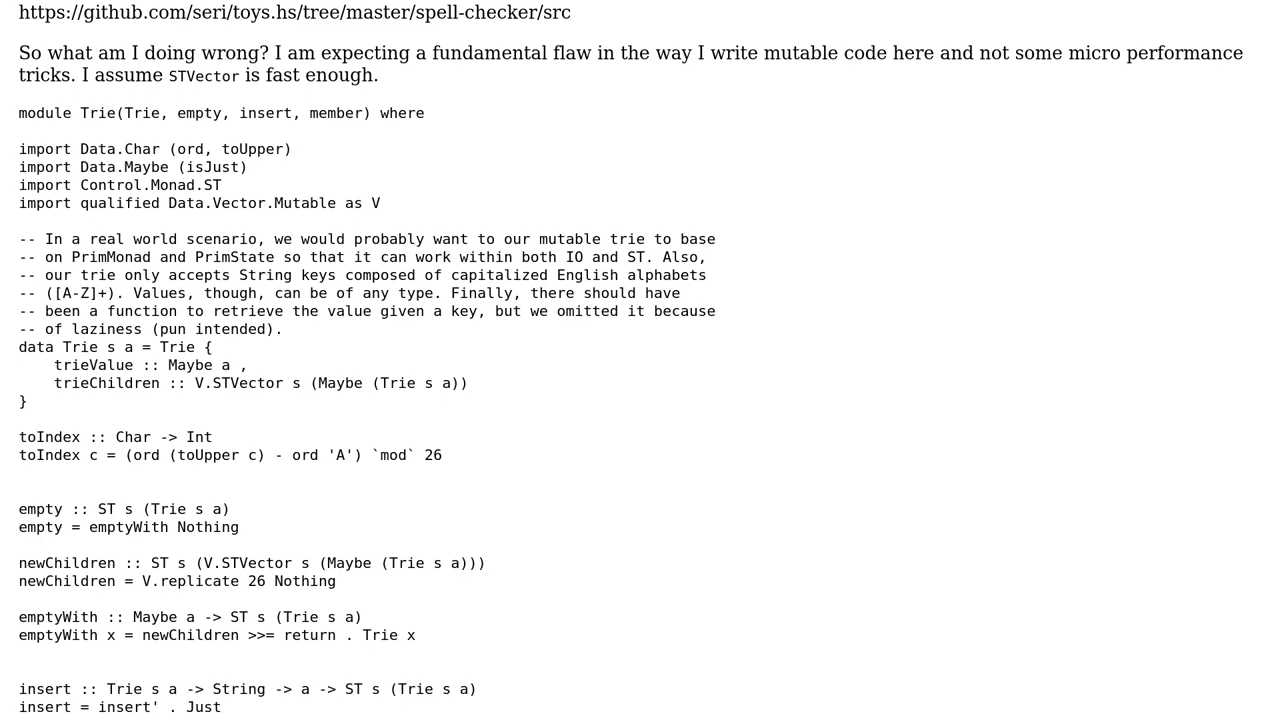 https://github.com/seri/toys.hs/tree/master/spell-checker/src
So what am I doing wrong? I am expecting a fundamental flaw in the way I write mutable code here and not some micro performance
tricks. I assume STVector is fast enough.
module Trie(Trie, empty, insert, member) where
import Data.Char (ord, toUpper)
import Data.Maybe (isJust)
import Control.Monad.ST
import qualified Data.Vector.Mutable as V
-- In a real world scenario, we would probably want to our mutable trie to base
-- on PrimMonad and PrimState so that it can work within both IO and ST. Also,
-- our trie only accepts String keys composed of capitalized English alphabets
-- ([A-Z]+). Values, though, can be of any type. Finally, there should have
-- been a function to retrieve the value given a key, but we omitted it because
-- of laziness (pun intended).
data Trie s a = Trie {
    trieValue :: Maybe a ,
    trieChildren :: V.STVector s (Maybe (Trie s a))
}
toIndex :: Char -> Int
toIndex c = (ord (toUpper c) - ord 'A') `mod` 26
empty :: ST s (Trie s a)
empty = emptyWith Nothing
newChildren :: ST s (V.STVector s (Maybe (Trie s a)))
newChildren = V.replicate 26 Nothing
emptyWith :: Maybe a -> ST s (Trie s a)
emptyWith x = newChildren >>= return . Trie x
insert :: Trie s a -> String -> a -> ST s (Trie s a)
insert = insert' . Just